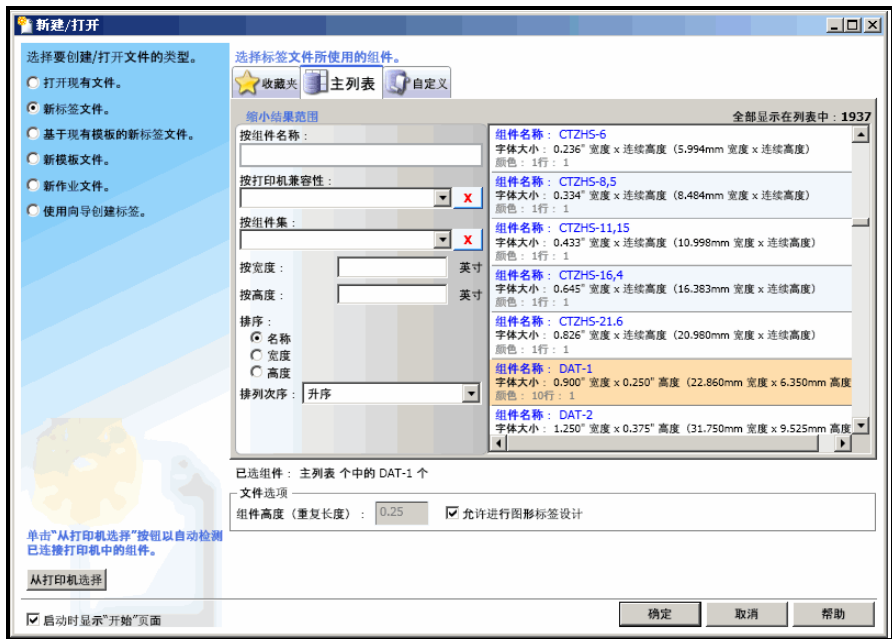 新建/打开
选择要创建/打开文件的类型。
打开现有文件。
新标签文件。
基于现有模板的新标签文件。
新模板文件。
新作业文件。
使用向导创建标签。
单击“从打印机选择”按钮以自动检测
已连接打印机中的组件。
从打印机选择
启动时显示“开始”页面
选择标签文件所使用的组件。
收藏夹
主列表
自定义
缩小结果范围
全部显示在列表中：1937
按组件名称：
按打印机兼容性：
X
按组件集：
X
按宽度：
英寸
按高度：
英寸
排序：
名称
宽度
高度
排列次序：
升序
组件名称： CTZHS-6
字体大小： 0.236" 宽度 x 连续高度 (5.994mm 宽度 x 连续高度)
颜色： 1行： 1
组件名称： CTZHS-8,5
字体大小： 0.334" 宽度 x 连续高度 (8.484mm 宽度 x 连续高度)
颜色： 1行： 1
组件名称： CTZHS-11,15
字体大小： 0.433" 宽度 x 连续高度 (10.998mm 宽度 x 连续高度)
颜色： 1行： 1
组件名称： CTZHS-16,4
字体大小： 0.645" 宽度 x 连续高度 (16.383mm 宽度 x 连续高度)
颜色： 1行： 1
组件名称： CTZHS-21.6
字体大小： 0.826" 宽度 x 连续高度 (20.980mm 宽度 x 连续高度)
颜色： 1行： 1
组件名称： DAT-1
字体大小： 0.900" 宽度 x 0.250" 高度 (22.860mm 宽度 x 6.350mm 高度
颜色： 10行： 1
组件名称： DAT-2
字体大小： 1.250" 宽度 x 0.375" 高度 (31.750mm 宽度 x 9.525mm 高度
已选组件： 主列表 个中的 DAT-1 个
文件选项
组件高度（重复长度）： 0.25
允许进行图形标签设计
确定
取消
帮助